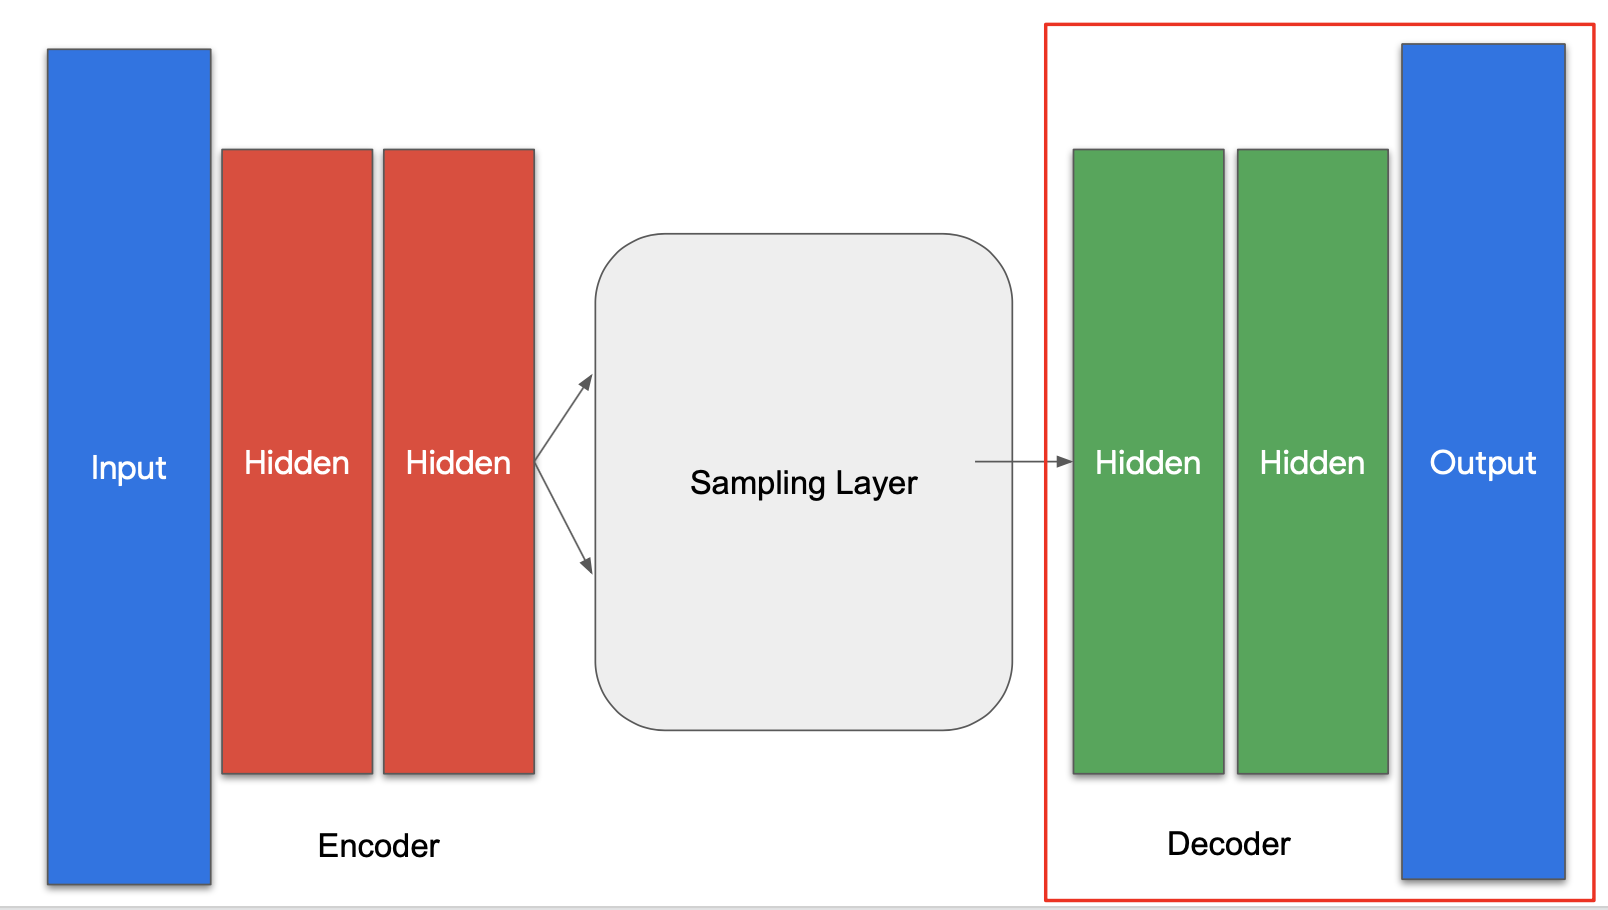 Input
Hidden
Hidden
Sampling Layer
Hidden
Hidden
Output
Encoder
Decoder